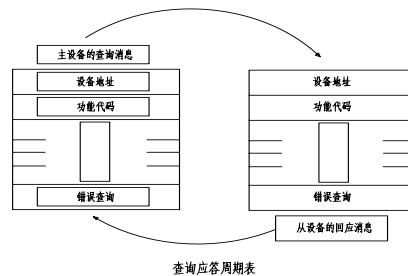 主设备的查询消息
设备地址
功能代码
错误查询
设备地址
功能代码
错误查询
从设备的回应消息
查询应答周期表